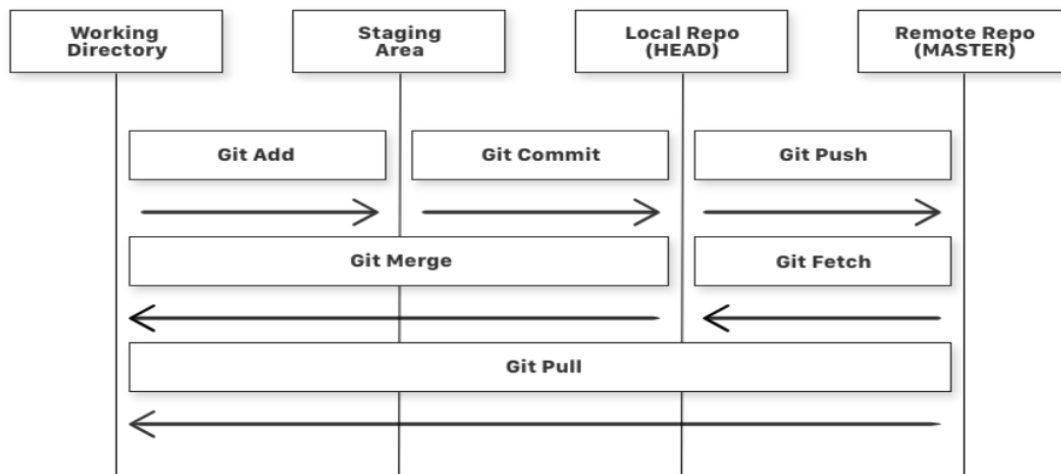 Working
Directory
Staging
Area
Local Repo
(HEAD)
Remote Repo
(MASTER)
Git Add
Git Commit
Git Push
Git Merge
Git Fetch
Git Pull